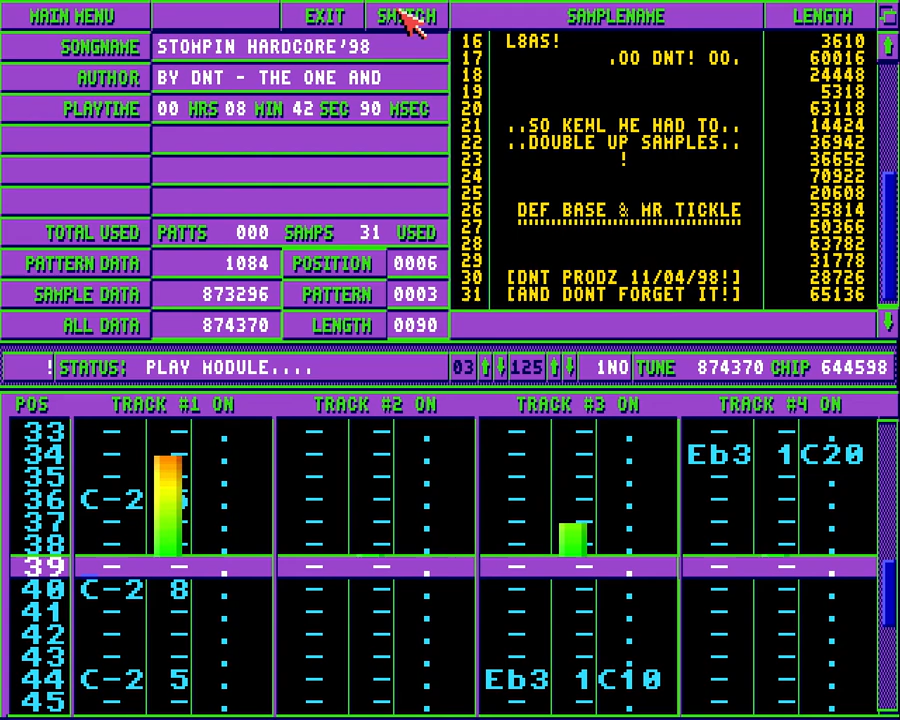 MAIN MENU EXIT SWITCH SAMPLENAME LENGTH
SONGNAME STOMPIN HARDCORE'98
AUTHOR BY DNT - THE ONE AND
PLAYTIME 00 HRS 08 MIN 42 SEC 90 MSEC
TOTAL USED PATTS 000 SAMPS 31 USED
PATTERN DATA 1084 POSITION 0006
SAMPLE DATA 873296 PATTERN 0003
ALL DATA 874370 LENGTH 0090
16 L8AS! 3610
17 .OO DNT! OO. 60016
18 24448
19 5318
20 63118
21 ..SO KEWL WE HAD TO.. 14424
22 ..DOUBLE UP SAMPLES.. 36942
23 ! 36652
24 70922
25 20608
26 DEF BASE & MR TICKLE 35814
27 .................... 50366
28 63782
29 31778
30 [DNT PRODZ 11/04/98!] 28726
31 [AND DONT FORGET IT!] 65136
! STATUS: PLAY MODULE.... 03 125 1NO TUNE 874370 CHIP 644598
POS TRACK #1 ON TRACK #2 ON TRACK #3 ON TRACK #4 ON
33 – – . – – . – – . – – .
34 – – . – – . – – . Eb3 1C20
35 – – . – – . – – . – – .
36 C-2 . – – . – – . – – .
37 – – . – – . – – . – – .
38 – – . – – . – – . – – .
39 – – . – – . – – . – – .
40 C-2 8 . – – . – – . – – .
41 – – . – – . – – . – – .
42 – – . – – . – – . – – .
43 – – . – – . – – . – – .
44 C-2 5 . – – . Eb3 1C10 – – .
45 – – . – – . – – . – – .